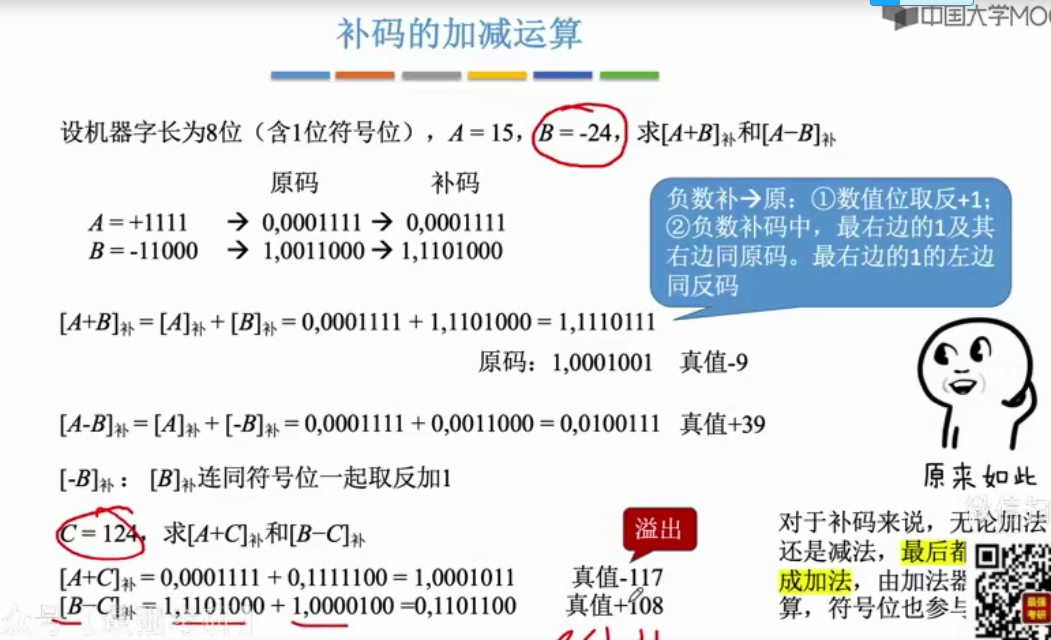 中国大学MOO
补码的加减运算
设机器字长为8位（含1位符号位），A = 15，B = -24，求[A+B]补和[A−B]补
原码 补码
A = +1111 → 0,0001111 → 0,0001111
B = -11000 → 1,0011000 → 1,1101000
负数补→原：①数值位取反+1；
②负数补码中，最右边的1及其
右边同原码。最右边的1的左边
同反码
[A+B]补 = [A]补 + [B]补 = 0,0001111 + 1,1101000 = 1,1110111
原码：1,0001001 真值-9
[A-B]补 = [A]补 + [-B]补 = 0,0001111 + 0,0011000 = 0,0100111 真值+39
[-B]补： [B]补连同符号位一起取反加1
原来如此
C = 124，求[A+C]补和[B−C]补
溢出
[A+C]补 = 0,0001111 + 0,1111100 = 1,0001011 真值-117
[B−C]补 = 1,1101000 + 1,0000100 =0,1101100 真值+108
对于补码来说，无论加法
还是减法，最后都
成加法，由加法器
算，符号位也参与
最强
考研